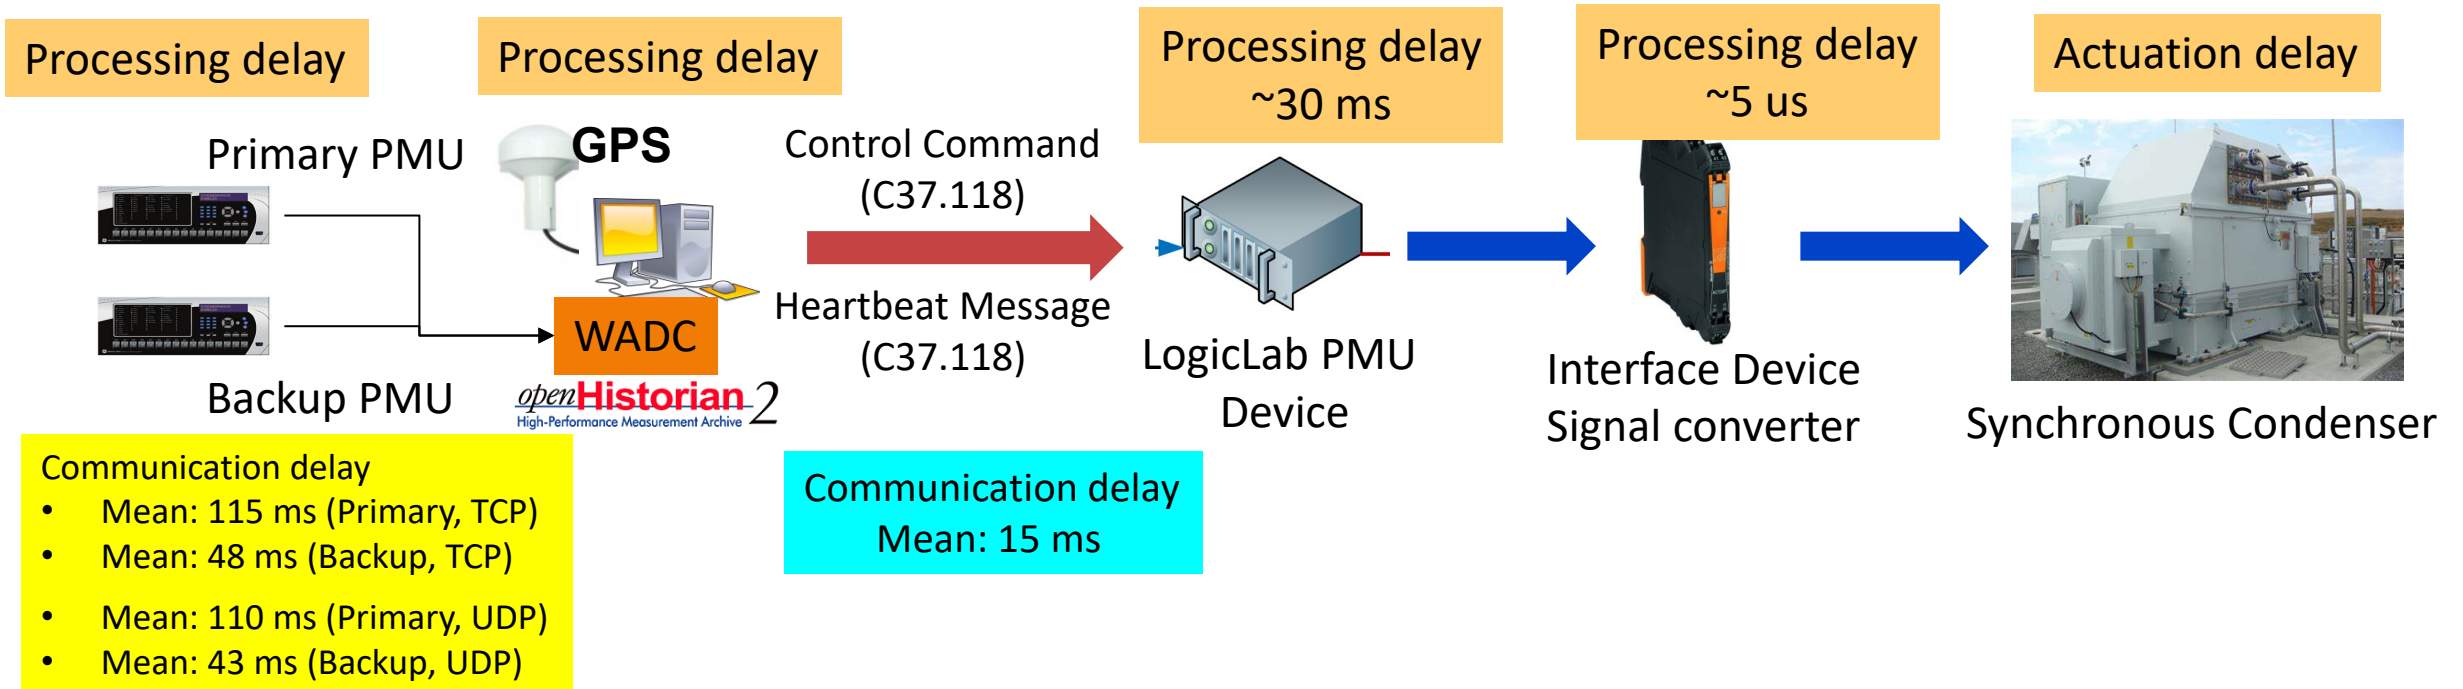 Processing delay
Processing delay
Processing delay
~30 ms
Processing delay
~5 us
Actuation delay
Primary PMU
GPS
Control Command
(C37.118)
Heartbeat Message
(C37.118)
WADC
Backup PMU
openHistorian 2
High-Performance Measurement Archive
LogicLab PMU
Device
Interface Device
Signal converter
Synchronous Condenser
Communication delay
• Mean: 115 ms (Primary, TCP)
• Mean: 48 ms (Backup, TCP)
• Mean: 110 ms (Primary, UDP)
• Mean: 43 ms (Backup, UDP)
Communication delay
Mean: 15 ms